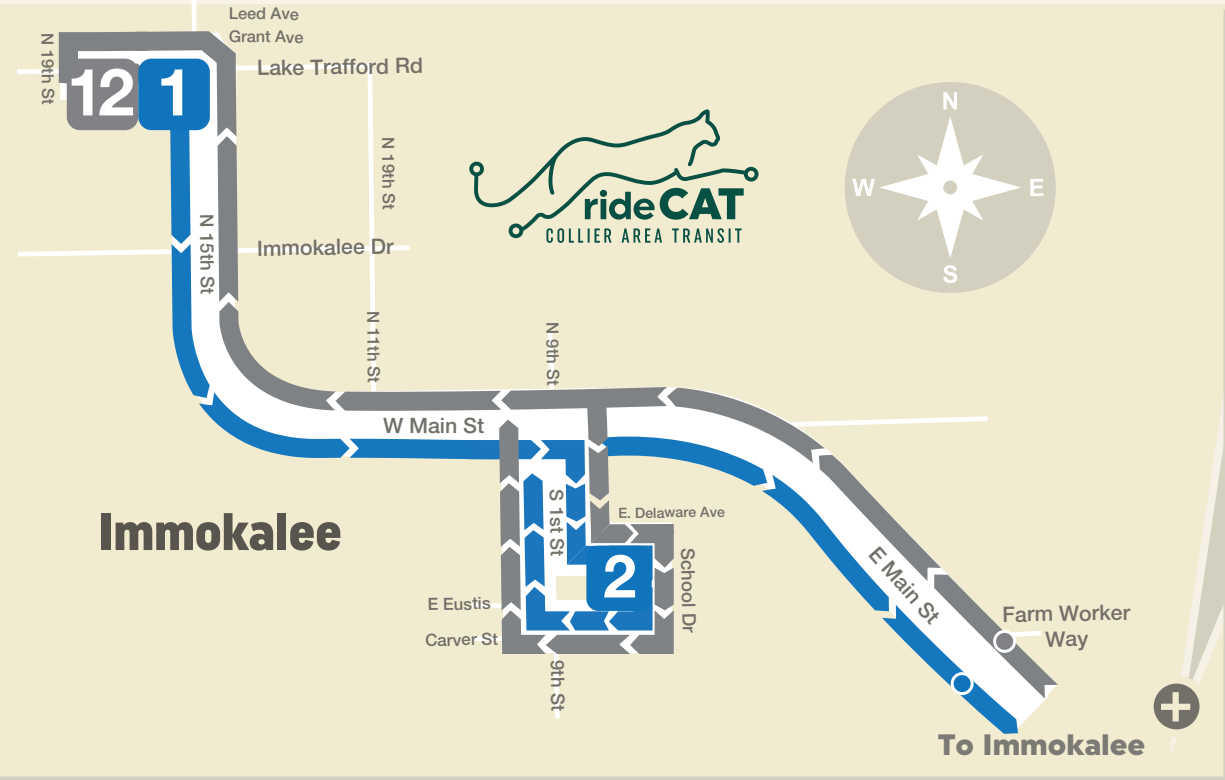 Leed Ave
Grant Ave
N 19th St
Lake Trafford Rd
12
1
N 19th St
N
W
E
S
rideCAT
COLLIER AREA TRANSIT
N 15th St
Immokalee Dr
N 11th St
N 9th St
W Main St
Immokalee
S 1st St
E. Delaware Ave
2
School Dr
E Main St
E Eustis
Carver St
9th St
Farm Worker
Way
To Immokalee